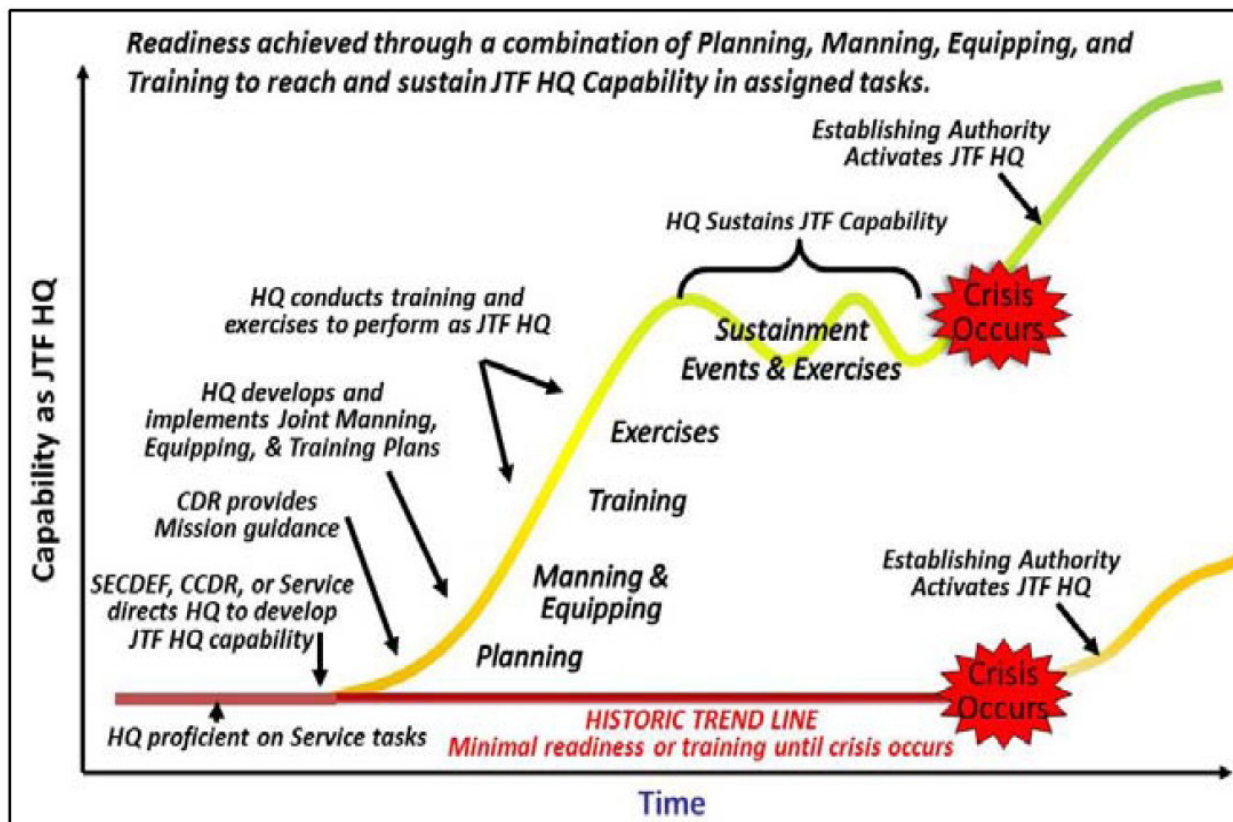 Readiness achieved through a combination of Planning, Manning, Equipping, and
Training to reach and sustain JTF HQ Capability in assigned tasks.
Establishing Authority
Activates JTF HQ
HQ Sustains JTF Capability
Crisis
Occurs
HQ conducts training and
exercises to perform as JTF HQ
Sustainment
Events & Exercises
HQ develops and
implements Joint Manning,
Equipping, & Training Plans
Exercises
CDR provides
Mission guidance
Training
SECDEF, CCDR, or Service
directs HQ to develop
JTF HQ capability
Manning &
Equipping
Planning
Establishing Authority
Activates JTF HQ
Crisis
Occurs
HQ proficient on Service tasks
HISTORIC TREND LINE
Minimal readiness or training until crisis occurs
Capability as JTF HQ
Time